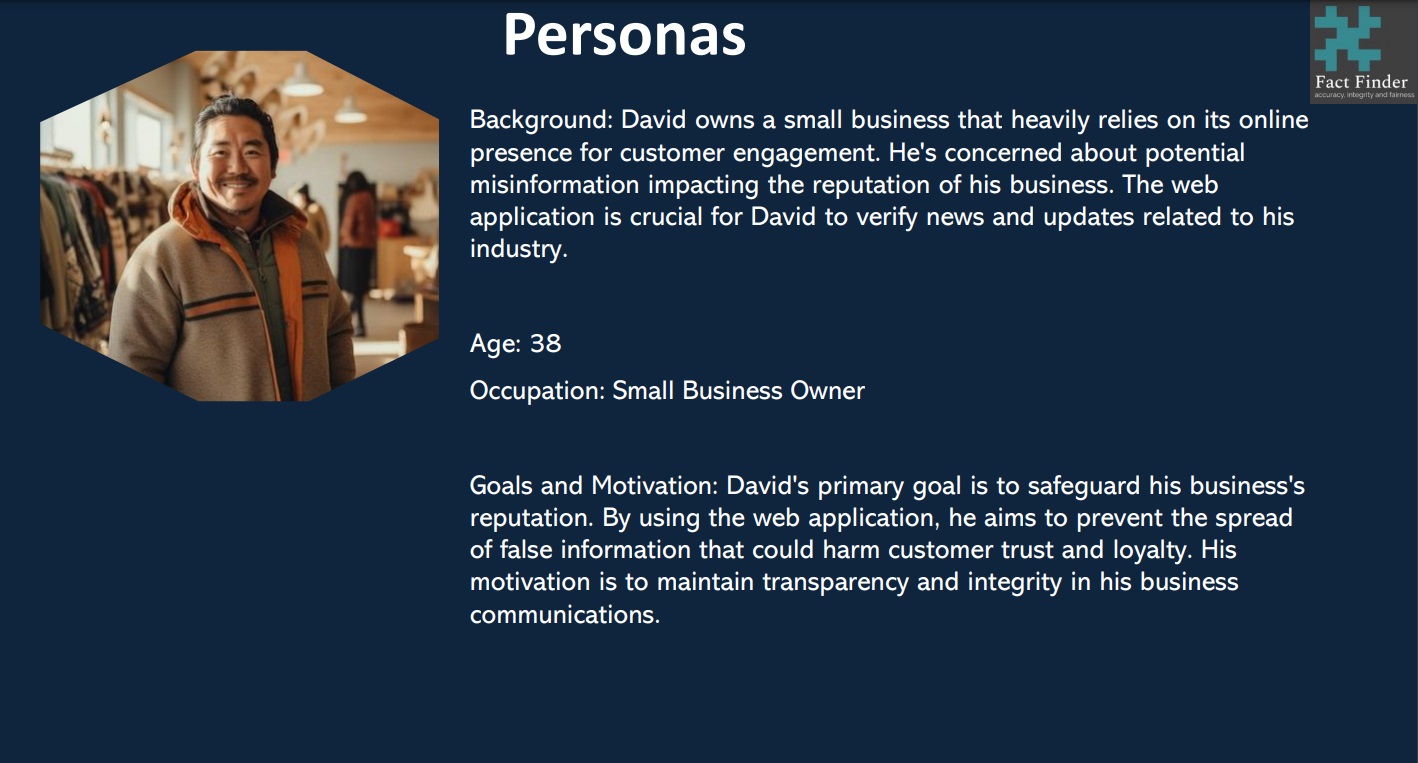 Personas
Fact Finder
accuracy, integrity and fairness
Background: David owns a small business that heavily relies on its online
presence for customer engagement. He's concerned about potential
misinformation impacting the reputation of his business. The web
application is crucial for David to verify news and updates related to his
industry.
Age: 38
Occupation: Small Business Owner
Goals and Motivation: David's primary goal is to safeguard his business's
reputation. By using the web application, he aims to prevent the spread
of false information that could harm customer trust and loyalty. His
motivation is to maintain transparency and integrity in his business
communications.